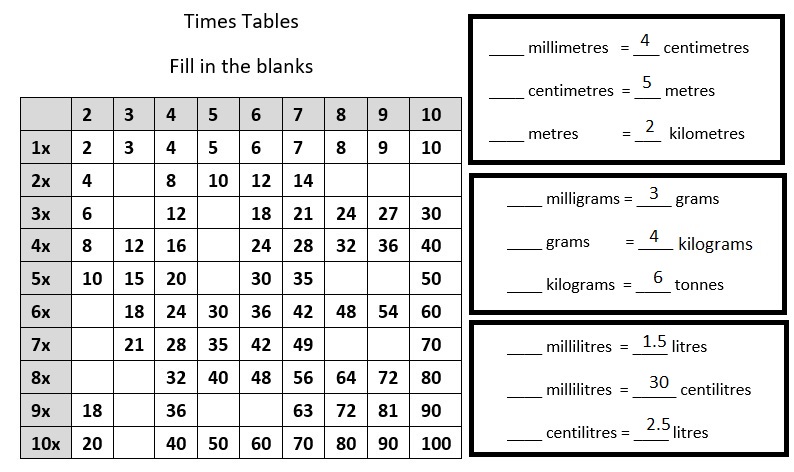 Times Tables
Fill in the blanks
2 3 4 5 6 7 8 9 10
1x 2 3 4 5 6 7 8 9 10
2x 4 8 10 12 14
3x 6 12 18 21 24 27 30
4x 8 12 16 24 28 32 36 40
5x 10 15 20 30 35 50
6x 18 24 30 36 42 48 54 60
7x 21 28 35 42 49 70
8x 32 40 48 56 64 72 80
9x 18 36 63 72 81 90
10x 20 40 50 60 70 80 90 100
____ millimetres = 4 centimetres
____ centimetres = 5 metres
____ metres = 2 kilometres
____ milligrams = 3 grams
____ grams = 4 kilograms
____ kilograms = 6 tonnes
____ millilitres = 1.5 litres
____ millilitres = 30 centilitres
____ centilitres = 2.5 litres